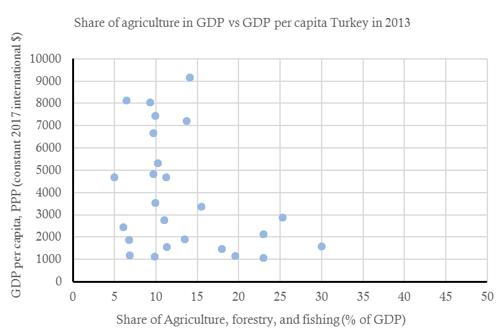 Share of agriculture in GDP vs GDP per capita Turkey in 2013
GDP per capita, PPP (constant 2017 international $)
10000
9000
8000
7000
6000
5000
4000
3000
2000
1000
0
0 5 10 15 20 25 30 35 40 45 50
Share of Agriculture, forestry, and fishing (% of GDP)